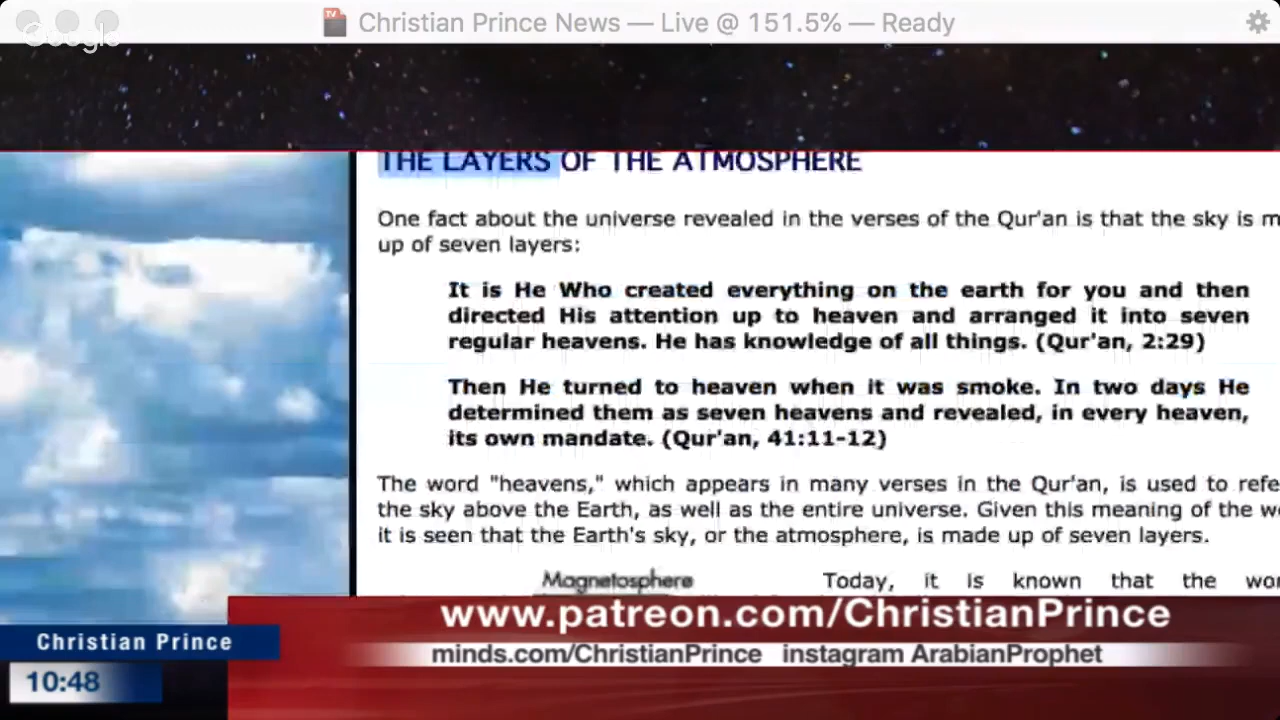 Christian Prince News — Live @ 151.5% — Ready
Google
THE LAYERS OF THE ATMOSPHERE
One fact about the universe revealed in the verses of the Qur'an is that the sky is m
up of seven layers:
It is He Who created everything on the earth for you and then
directed His attention up to heaven and arranged it into seven
regular heavens. He has knowledge of all things. (Qur'an, 2:29)
Then He turned to heaven when it was smoke. In two days He
determined them as seven heavens and revealed, in every heaven,
its own mandate. (Qur'an, 41:11-12)
The word "heavens," which appears in many verses in the Qur'an, is used to refe
the sky above the Earth, as well as the entire universe. Given this meaning of the w
it is seen that the Earth's sky, or the atmosphere, is made up of seven layers.
Magnetosphere
Today, it is known that the wor
www.patreon.com/ChristianPrince
Christian Prince
minds.com/ChristianPrince instagram ArabianProphet
10:48